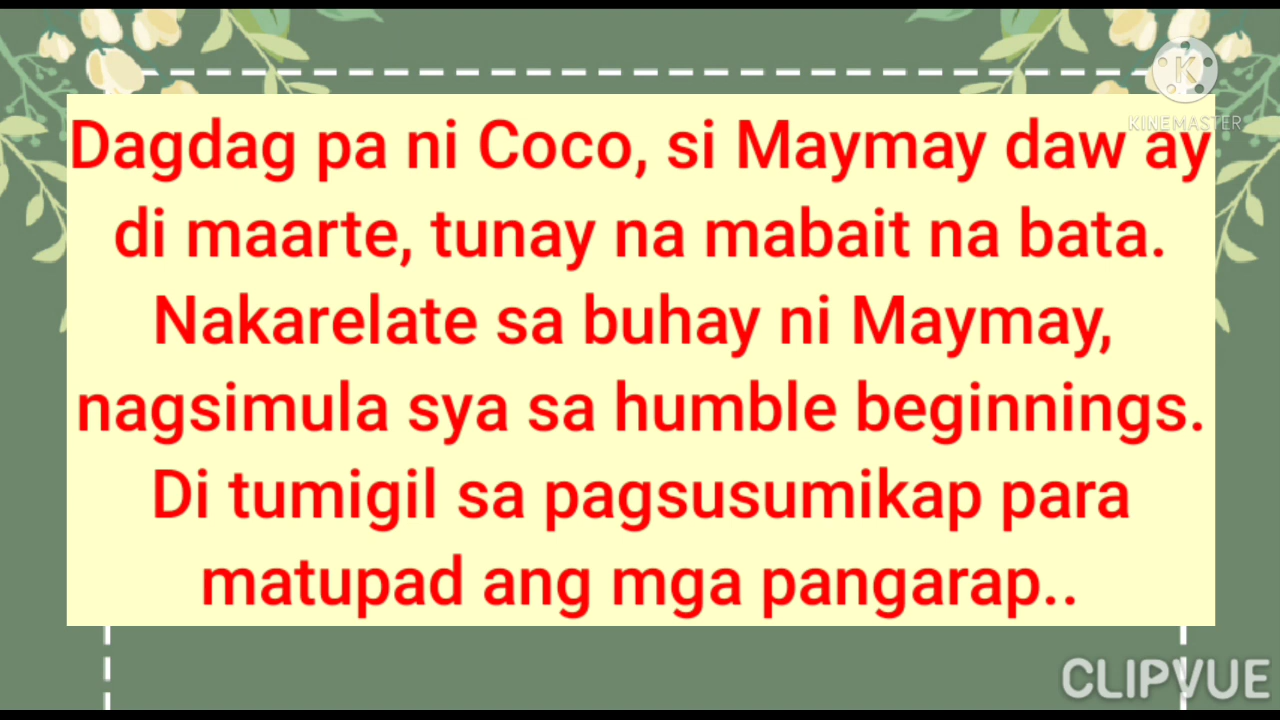 K
KINEMASTER
Dagdag pa ni Coco, si Maymay daw ay
di maarte, tunay na mabait na bata.
Nakarelate sa buhay ni Maymay,
nagsimula sya sa humble beginnings.
Di tumigil sa pagsusumikap para
matupad ang mga pangarap..
CLIPVUE